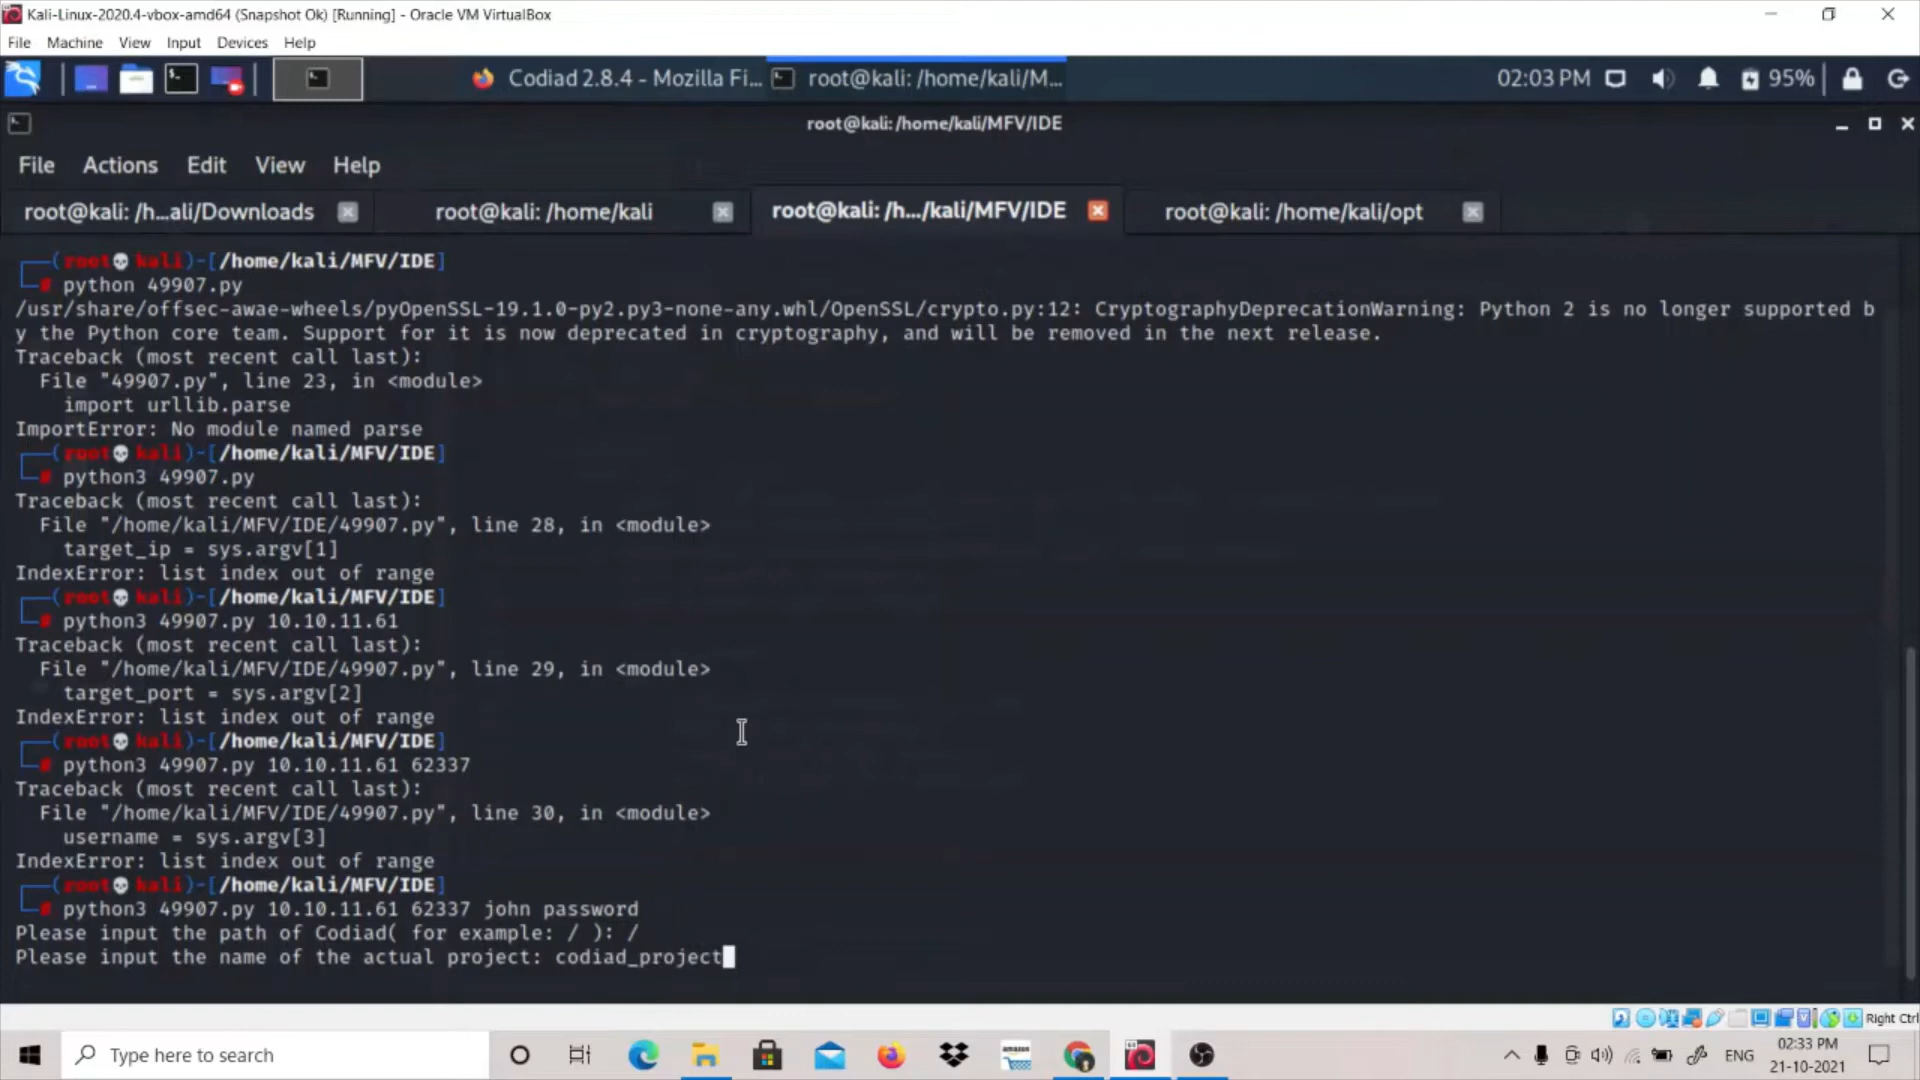 Kali-Linux-2020.4-vbox-amd64 (Snapshot Ok) [Running] - Oracle VM VirtualBox
File Machine View Input Devices Help
Codiad 2.8.4 - Mozilla Fi... root@kali: /home/kali/M... 02:03 PM 95%
root@kali:/home/kali/MFV/IDE
File Actions Edit View Help
root@kali: /h...ali/Downloads root@kali: /home/kali root@kali: /h.../kali/MFV/IDE root@kali: /home/kali/opt
(root💀kali)-[/home/kali/MFV/IDE]
# python 49907.py
/usr/share/offsec-awae-wheels/pyOpenSSL-19.1.0-py2.py3-none-any.whl/OpenSSL/crypto.py:12: CryptographyDeprecationWarning: Python 2 is no longer supported b
y the Python core team. Support for it is now deprecated in cryptography, and will be removed in the next release.
Traceback (most recent call last):
File "49907.py", line 23, in <module>
import urllib.parse
ImportError: No module named parse
(root💀kali)-[/home/kali/MFV/IDE]
# python3 49907.py
Traceback (most recent call last):
File "/home/kali/MFV/IDE/49907.py", line 28, in <module>
target_ip = sys.argv[1]
IndexError: list index out of range
(root💀kali)-[/home/kali/MFV/IDE]
# python3 49907.py 10.10.11.61
Traceback (most recent call last):
File "/home/kali/MFV/IDE/49907.py", line 29, in <module>
target_port = sys.argv[2]
IndexError: list index out of range
(root💀kali)-[/home/kali/MFV/IDE]
# python3 49907.py 10.10.11.61 62337
Traceback (most recent call last):
File "/home/kali/MFV/IDE/49907.py", line 30, in <module>
username = sys.argv[3]
IndexError: list index out of range
(root💀kali)-[/home/kali/MFV/IDE]
# python3 49907.py 10.10.11.61 62337 john password
Please input the path of Codiad( for example: / ): /
Please input the name of the actual project: codiad_project
Right Ctrl
Type here to search
amazon
ENG
02:33 PM
21-10-2021